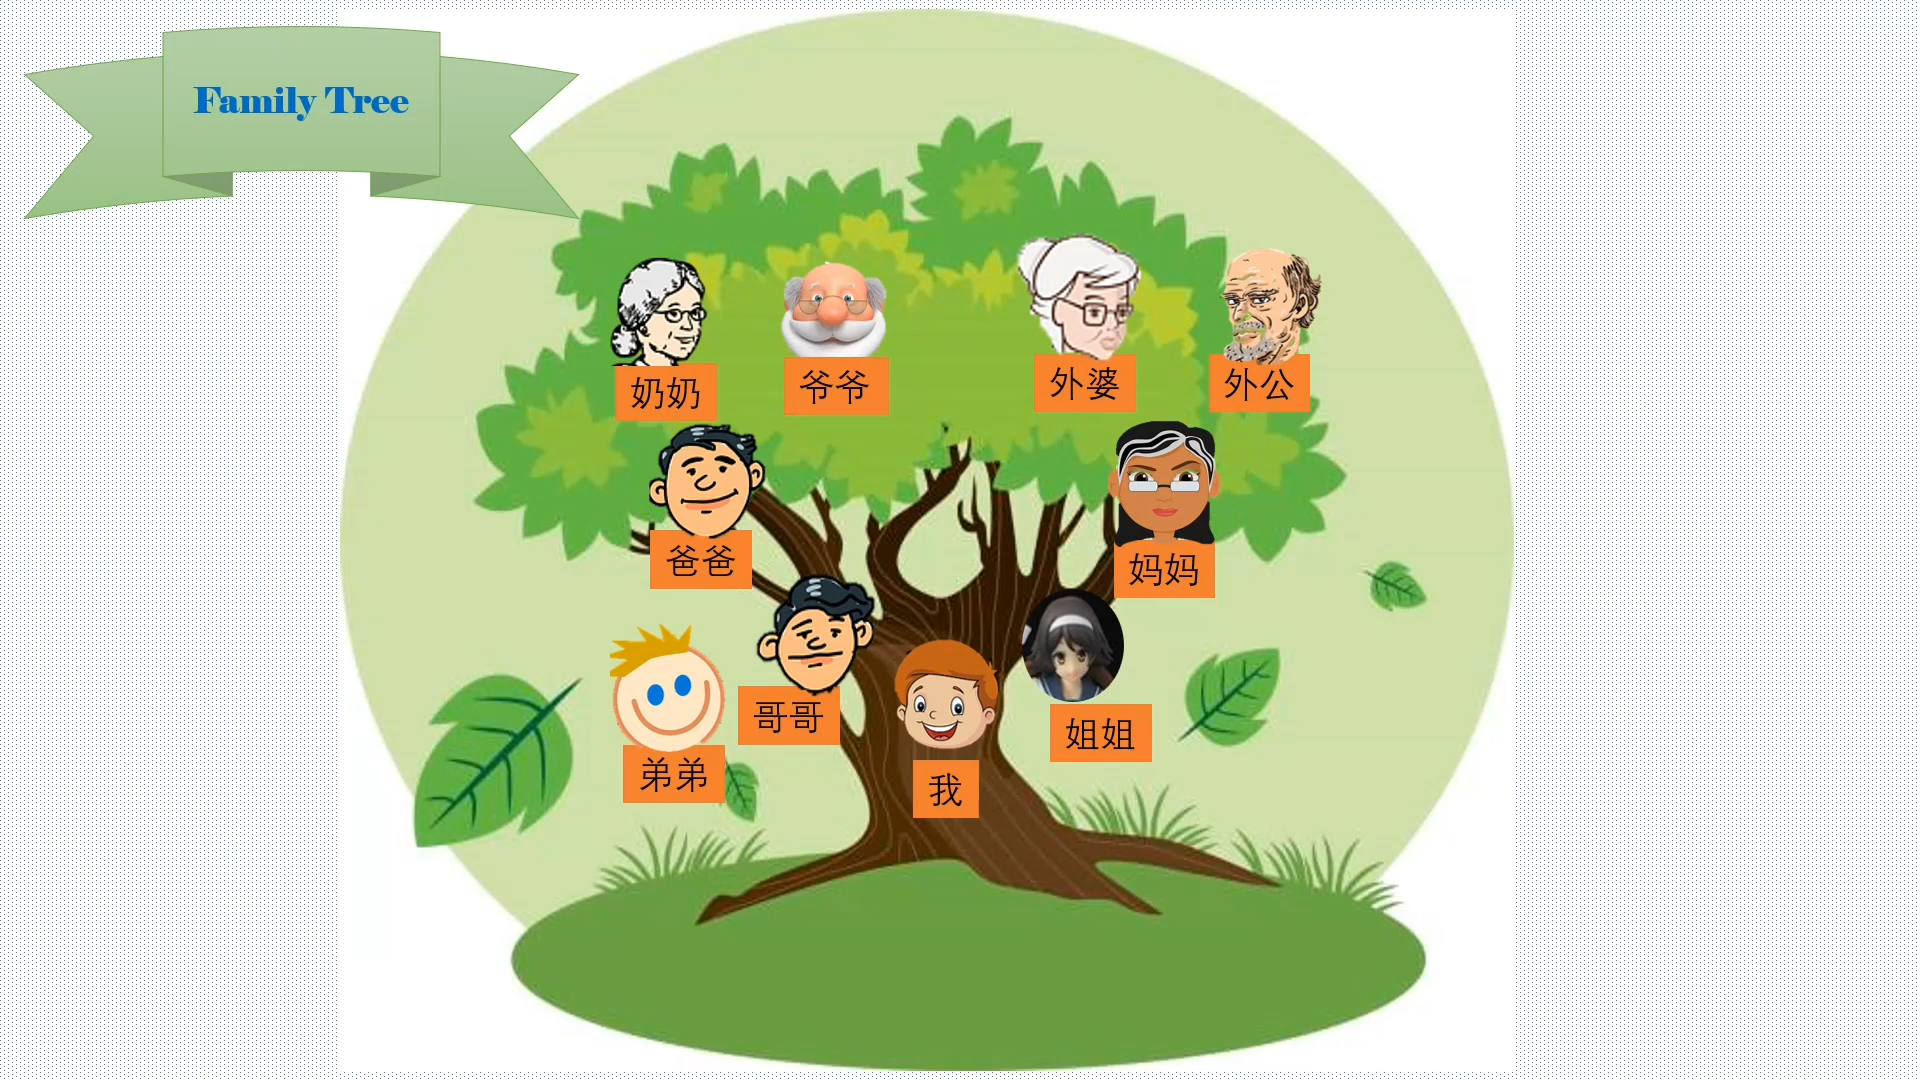 Family Tree
奶奶
爷爷
外婆
外公
爸爸
妈妈
哥哥
姐姐
弟弟
我